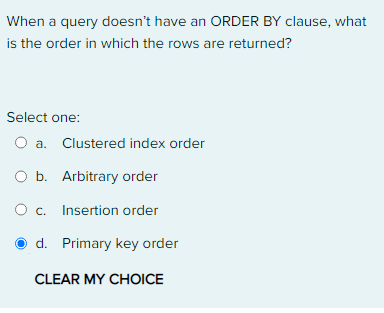 When a query doesn't have an ORDER BY clause, what
is the order in which the rows are returned?
Select one:
a. Clustered index order
b. Arbitrary order
c. Insertion order
d. Primary key order
CLEAR MY CHOICE